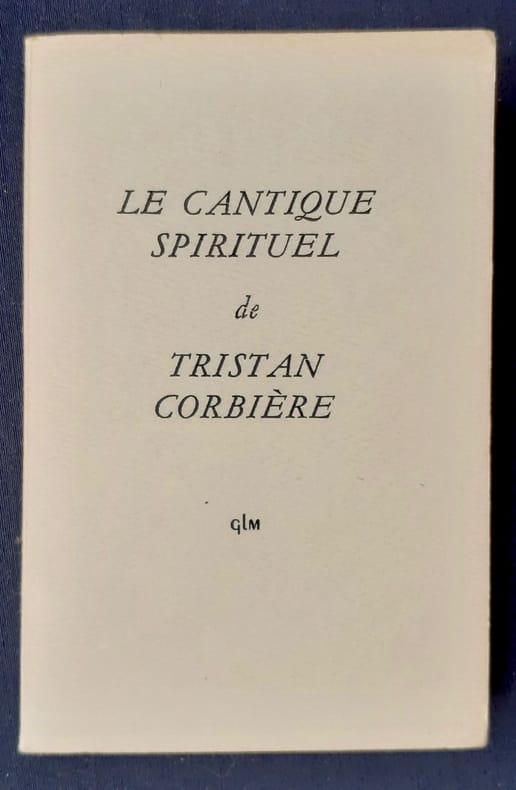 LE CANTIQUE
SPIRITUEL
de
TRISTAN
CORBIÈRE
glm